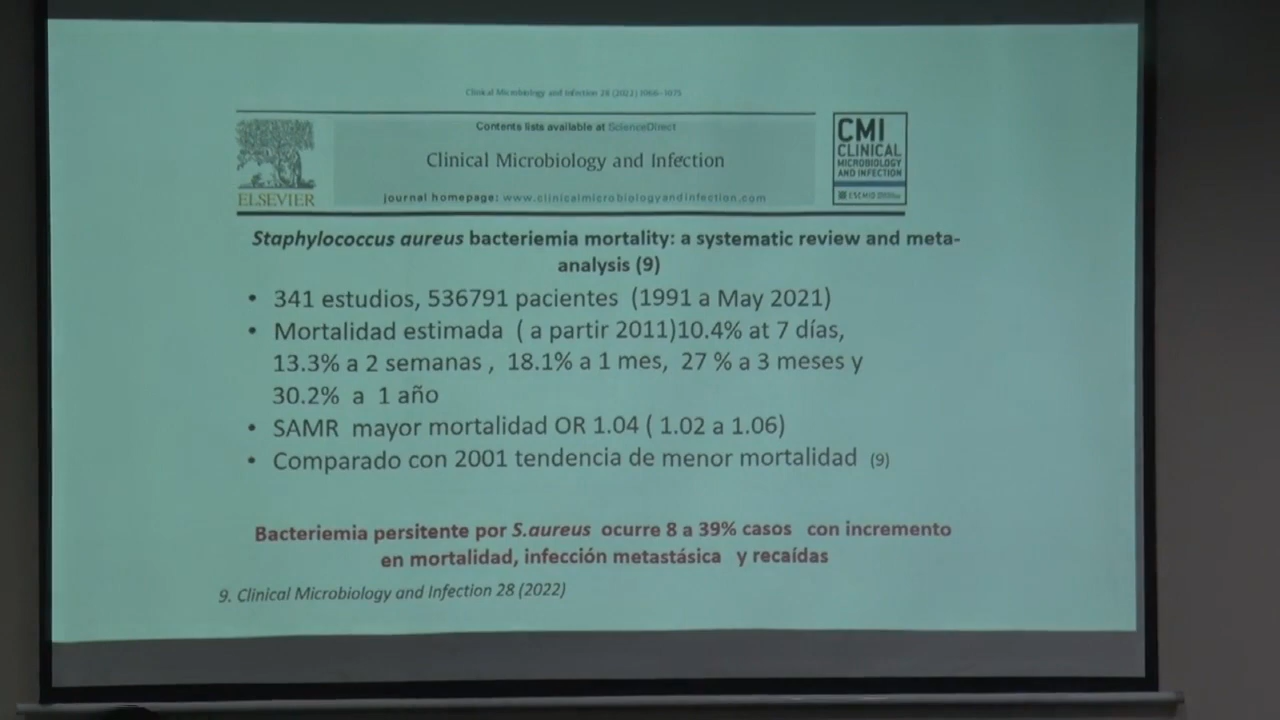 Clinical Microbiology and Infection 28 (2022) 1066–1075
Contents lists available at ScienceDirect
Clinical Microbiology and Infection
journal homepage: www.clinicalmicrobiologyandinfection.com
ELSEVIER
CMI
CLINICAL
MICROBIOLOGY
AND INFECTION
ESCMID
Staphylococcus aureus bacteriemia mortality: a systematic review and meta-
analysis (9)
• 341 estudios, 536791 pacientes (1991 a May 2021)
• Mortalidad estimada ( a partir 2011)10.4% at 7 días,
13.3% a 2 semanas , 18.1% a 1 mes, 27 % a 3 meses y
30.2% a 1 año
• SAMR mayor mortalidad OR 1.04 ( 1.02 a 1.06)
• Comparado con 2001 tendencia de menor mortalidad (9)
Bacteriemia persitente por S.aureus ocurre 8 a 39% casos con incremento
en mortalidad, infección metastásica y recaídas
9. Clinical Microbiology and Infection 28 (2022)